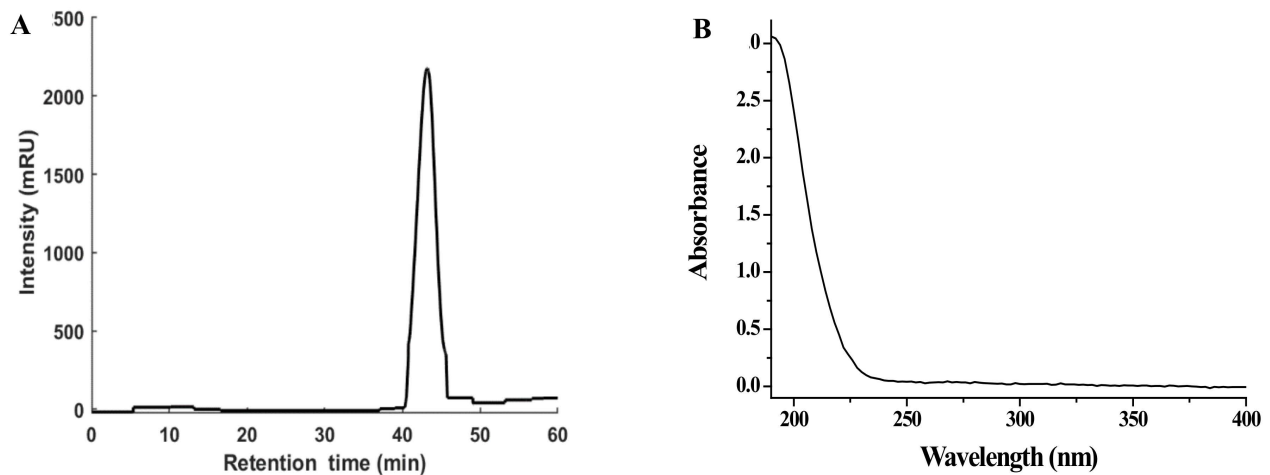 A
500
2000
1500
1000
500
0
Intensity (mRU)
0 10 20 30 40 50 60
Retention time (min)
B
.0
2.5
2.0
1.5
1.0
0.5
0.0
Absorbance
200 250 300 350 400
Wavelength (nm)